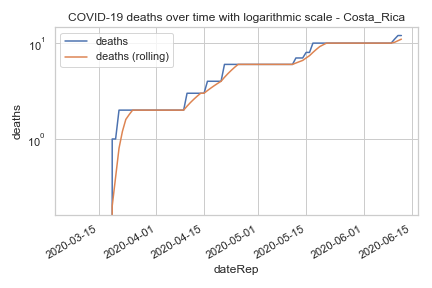 COVID-19 deaths over time with logarithmic scale - Costa_Rica
deaths
deaths (rolling)
10¹
10⁰
deaths
2020-03-15
2020-04-01
2020-04-15
2020-05-01
2020-05-15
2020-06-01
2020-06-15
dateRep